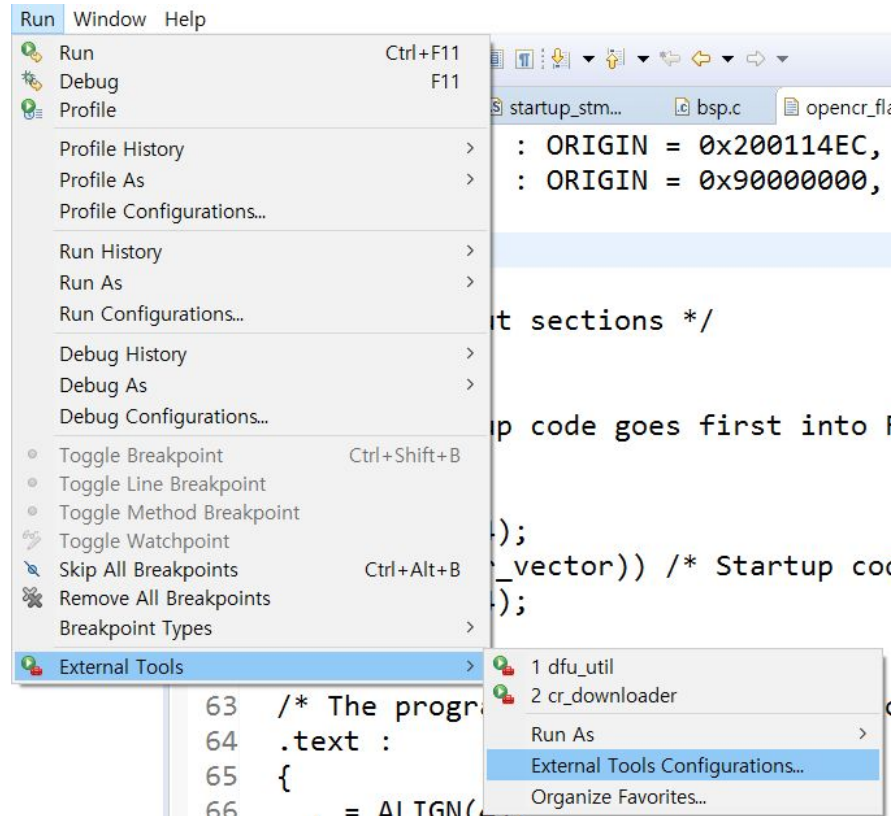 Run Window Help
Run Ctrl+F11
Debug F11
Profile
Profile History
Profile As
Profile Configurations...
Run History
Run As
Run Configurations...
Debug History
Debug As
Debug Configurations...
Toggle Breakpoint Ctrl+Shift+B
Toggle Line Breakpoint
Toggle Method Breakpoint
Toggle Watchpoint
Skip All Breakpoints Ctrl+Alt+B
Remove All Breakpoints
Breakpoint Types
External Tools
1 dfu_util
2 cr_downloader
Run As
External Tools Configurations...
Organize Favorites...
startup_stm... bsp.c opencr_fla
: ORIGIN = 0x200114EC,
: ORIGIN = 0x90000000,
sections */
code goes first into
);
_vector)) /* Startup
);
63 /* The progr
64 .text :
65 {
66 . = ALIGN(